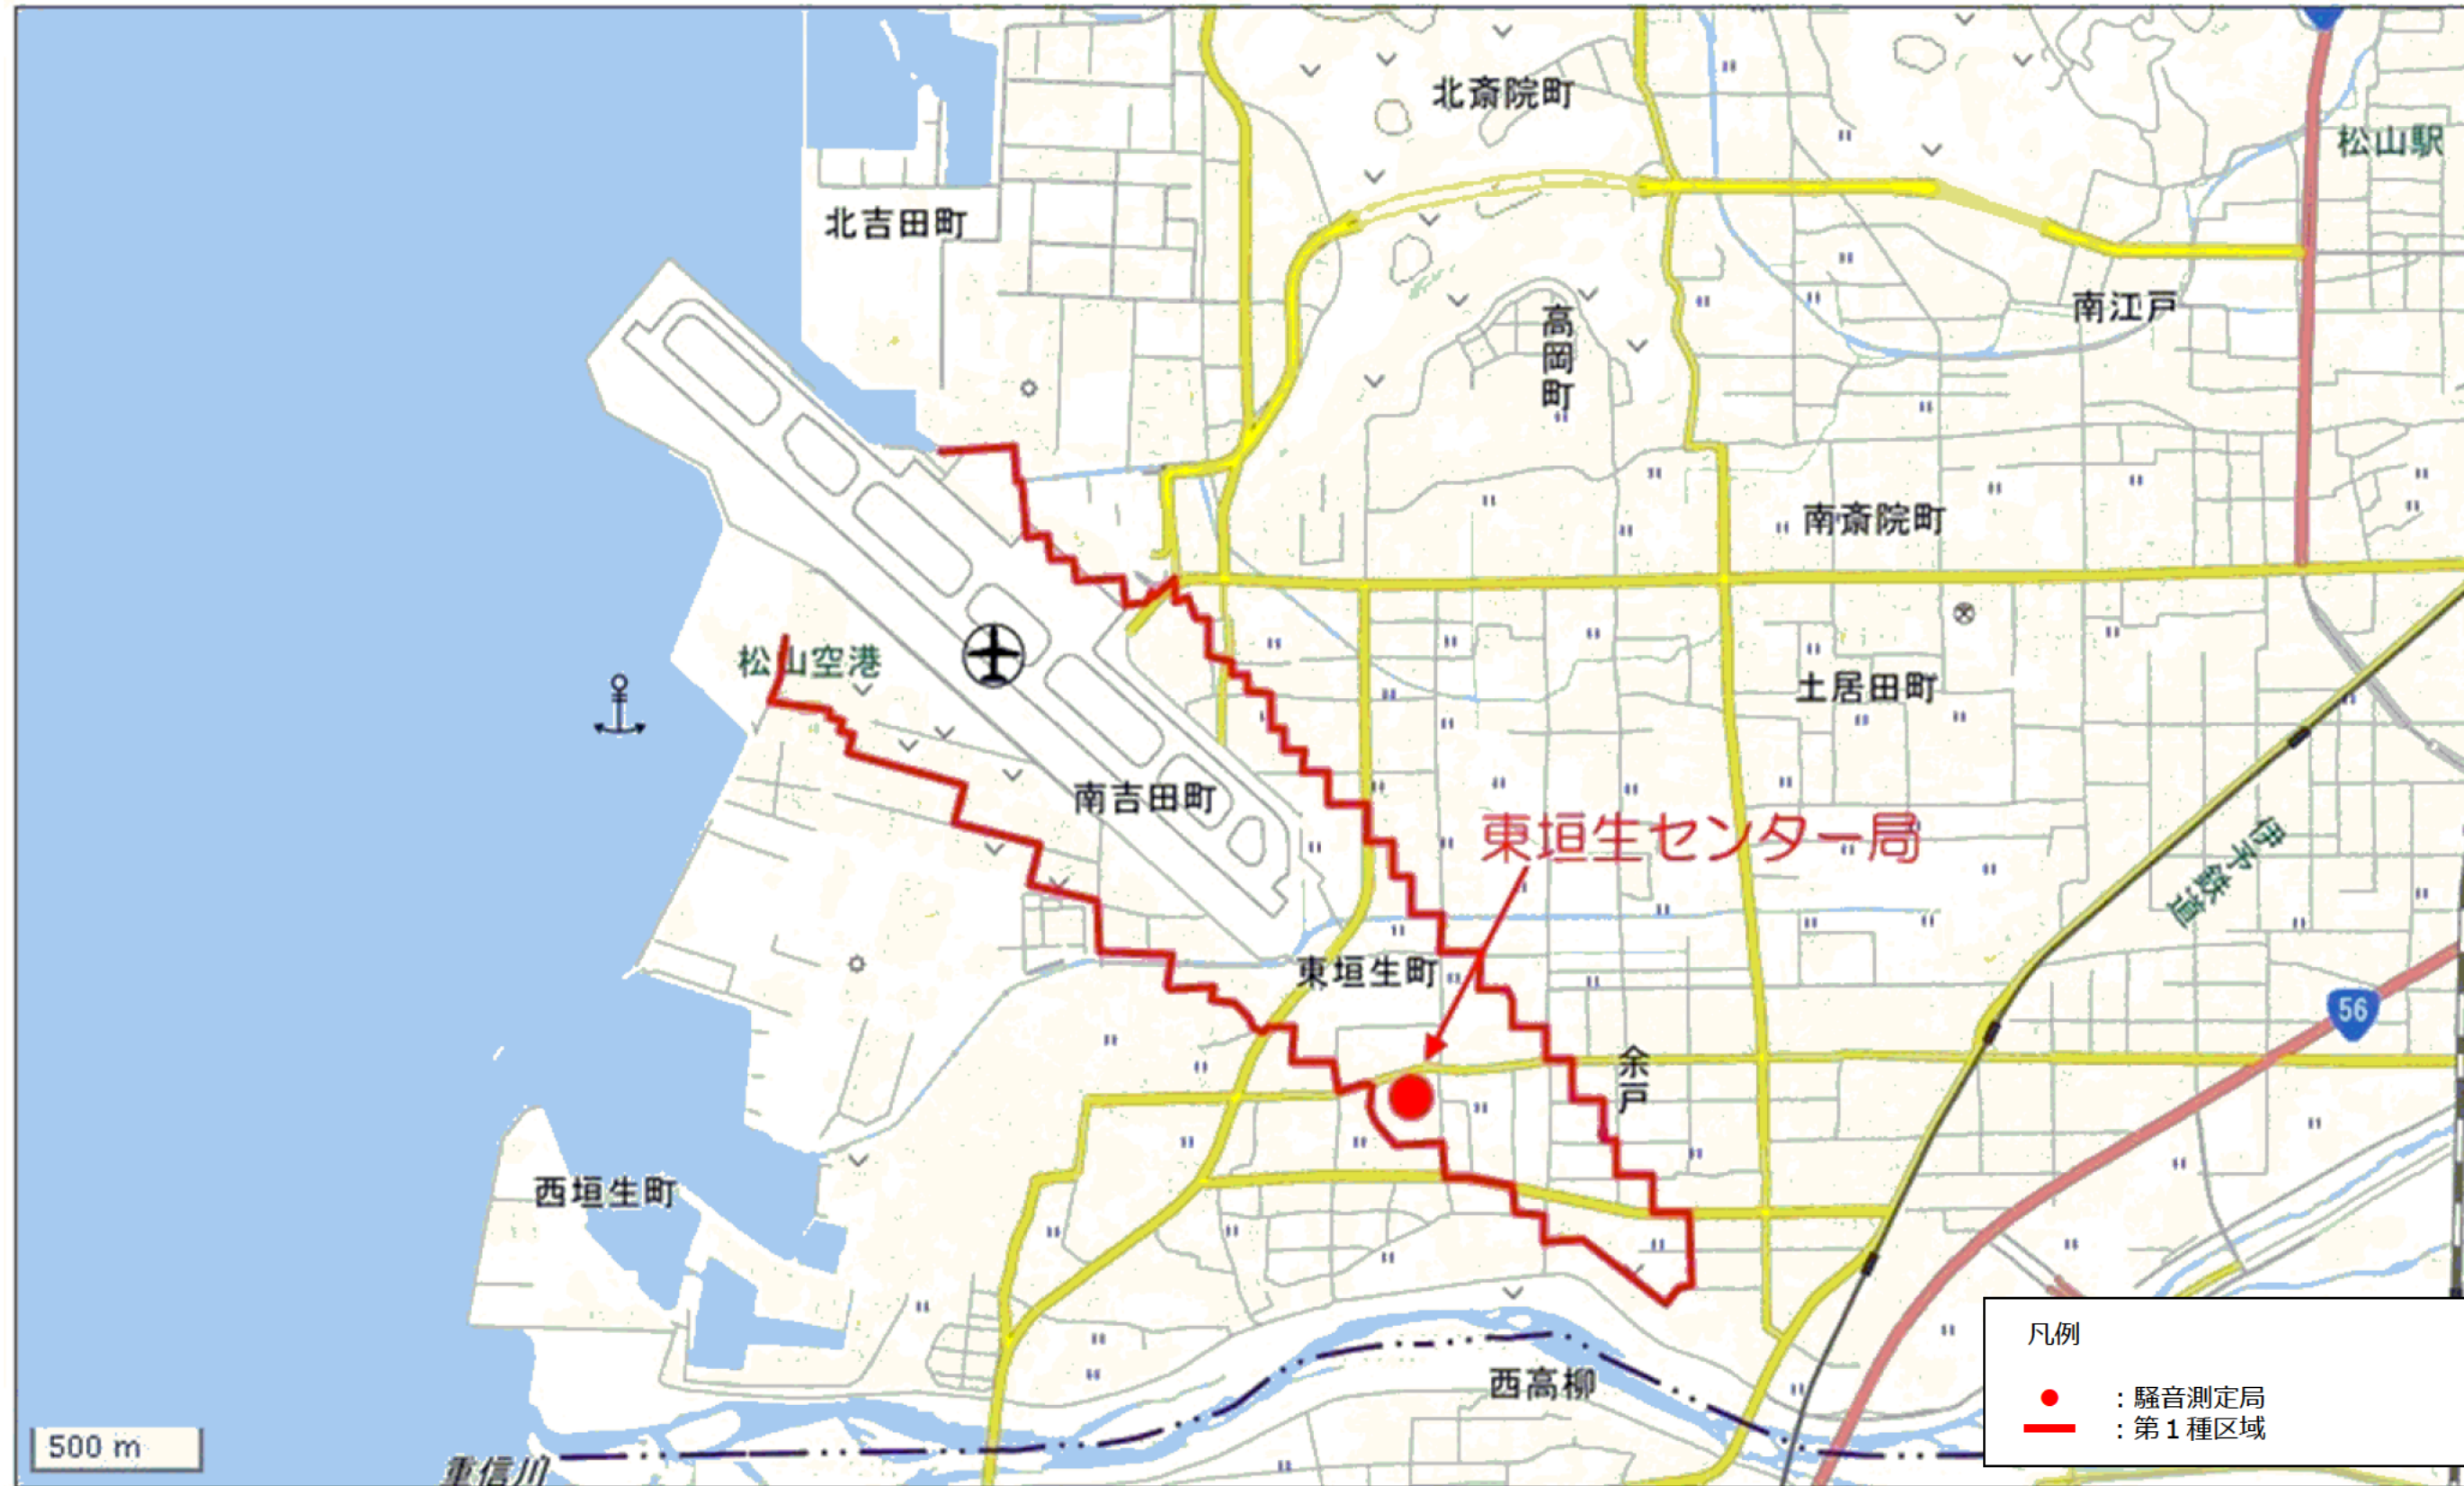 北斎院町
松山駅
北吉田町
南江戸
高岡町
南斎院町
松山空港
土居田町
南吉田町
東垣生センター局
伊予鉄道
東垣生町
56
余戸
西垣生町
凡例
西高柳
：騒音測定局
：第１種区域
500 m
重信川